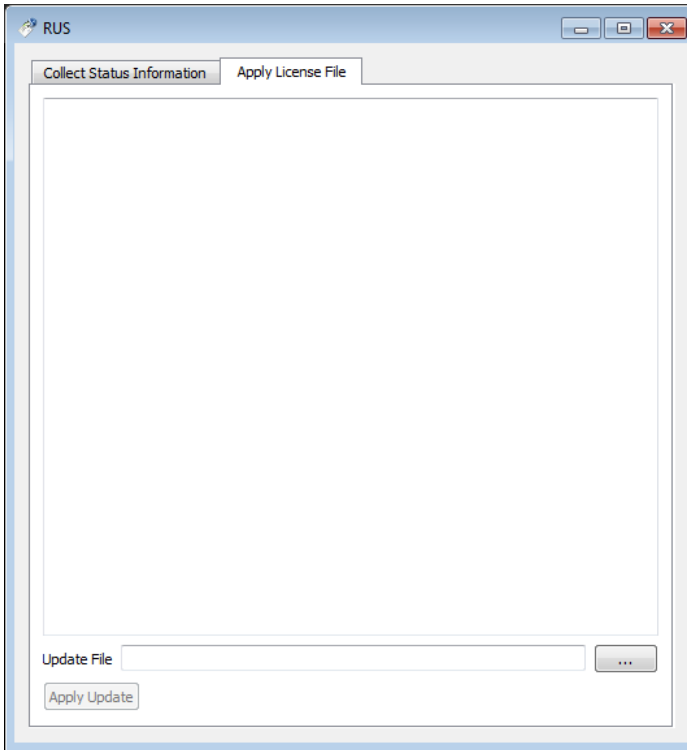 RUS
Collect Status Information
Apply License File
Update File
...
Apply Update